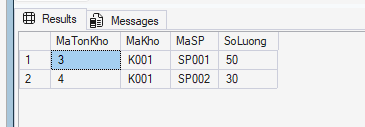 Results Messages
MaTonKho MaKho MaSP SoLuong
1 3 K001 SP001 50
2 4 K001 SP002 30